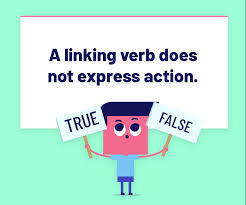 A linking verb does
not express action.
TRUE
FALSE